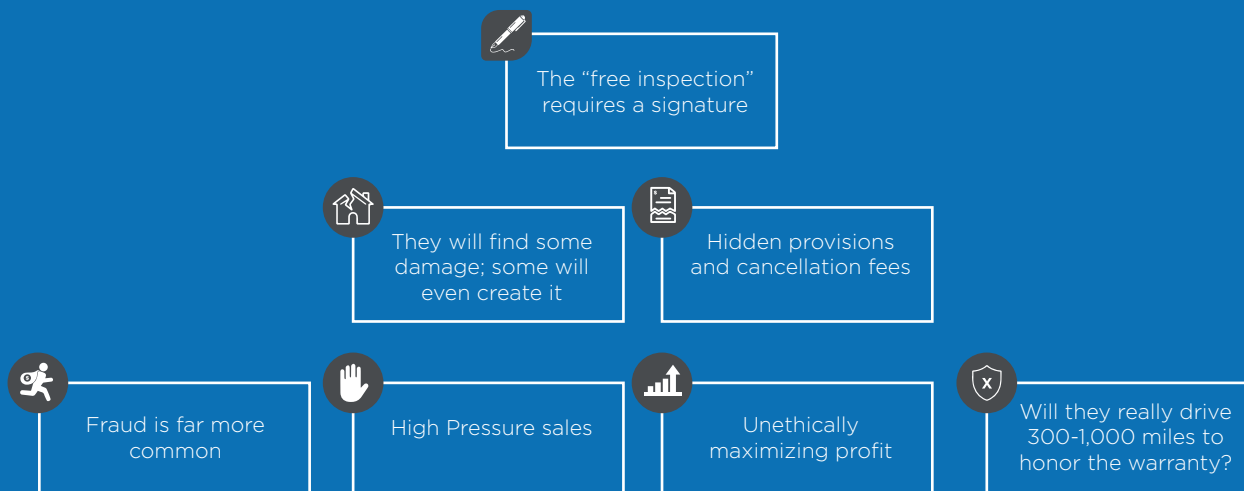 The “free inspection”
requires a signature
They will find some
damage; some will
even create it
Hidden provisions
and cancellation fees
Fraud is far more
common
High Pressure sales
Unethically
maximizing profit
X
Will they really drive
300-1,000 miles to
honor the warranty?